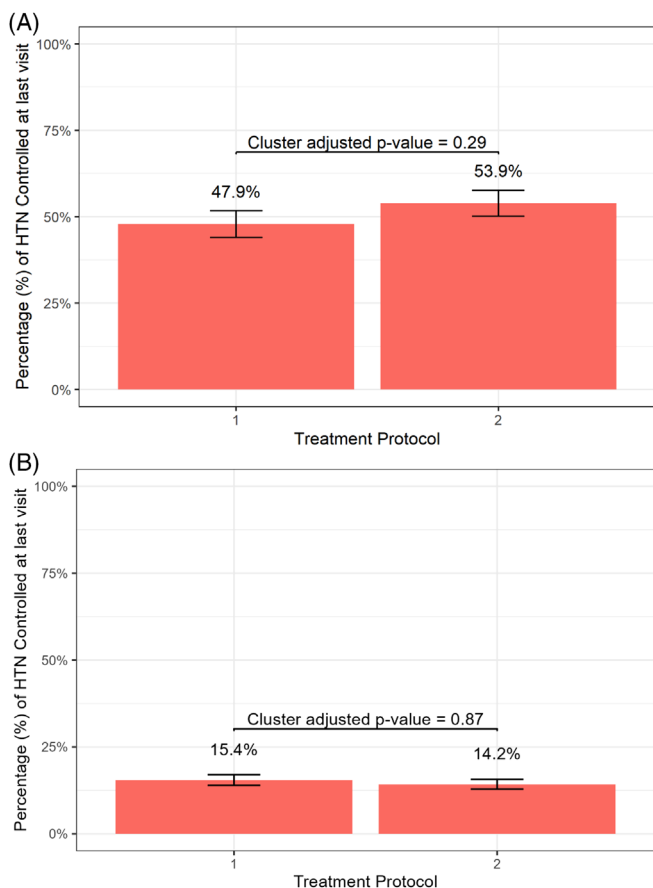 (A)
Percentage (%) of HTN Controlled at last visit
100%
75%
50%
25%
0%
Cluster adjusted p-value = 0.29
47.9%
53.9%
1
2
Treatment Protocol
(B)
Percentage (%) of HTN Controlled at last visit
100%
75%
50%
25%
0%
Cluster adjusted p-value = 0.87
15.4%
14.2%
1
2
Treatment Protocol